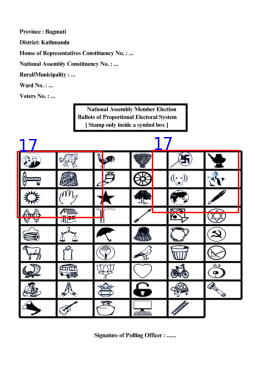 Province : Bagmati
District: Kathmandu
House of Representatives Constituency No. : ...
National Assembly Constituency No. : ...
Rural/Municipality : ...
Ward No. : ...
Voters No. : ...
National Assembly Member Election
Ballots of Proportional Electoral System
[ Stamp only inside a symbol box ]
17 17
Signature of Polling Officer : ......